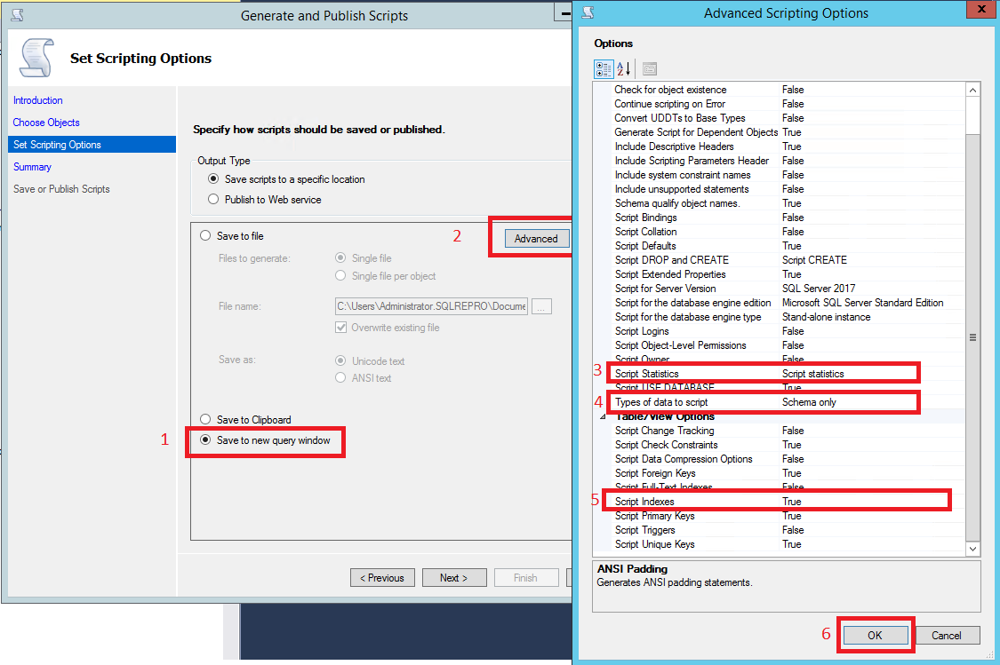 Generate and Publish Scripts
Set Scripting Options
Introduction
Choose Objects
Set Scripting Options
Summary
Save or Publish Scripts
Specify how scripts should be saved or published.
Output Type
Save scripts to a specific location
Publish to Web service
Save to file
2
Advanced
Files to generate:
Single file
Single file per object
File name:
C:\Users\Administrator.SQLREPRO\Docume
...
Overwrite existing file
Save as:
Unicode text
ANSI text
Save to Clipboard
1
Save to new query window
< Previous
Next >
Finish
Advanced Scripting Options
X
Options
A
Z
Check for object existence False
Continue scripting on Error False
Convert UDDTs to Base Types False
Generate Script for Dependent Objects True
Include Descriptive Headers True
Include Scripting Parameters Header False
Include system constraint names False
Include unsupported statements False
Schema qualify object names. True
Script Bindings False
Script Collation False
Script Defaults True
Script DROP and CREATE Script CREATE
Script Extended Properties True
Script for Server Version SQL Server 2017
Script for the database engine edition Microsoft SQL Server Standard Edition
Script for the database engine type Stand-alone instance
Script Logins False
Script Object-Level Permissions False
Script Owner False
3 Script Statistics Script statistics
Script USE DATABASE True
4 Types of data to script Schema only
Table/View Options
Script Change Tracking False
Script Check Constraints True
Script Data Compression Options False
Script Foreign Keys True
Script Full-Text Indexes False
5 Script Indexes True
Script Primary Keys True
Script Triggers False
Script Unique Keys True
ANSI Padding
Generates ANSI padding statements.
6
OK
Cancel